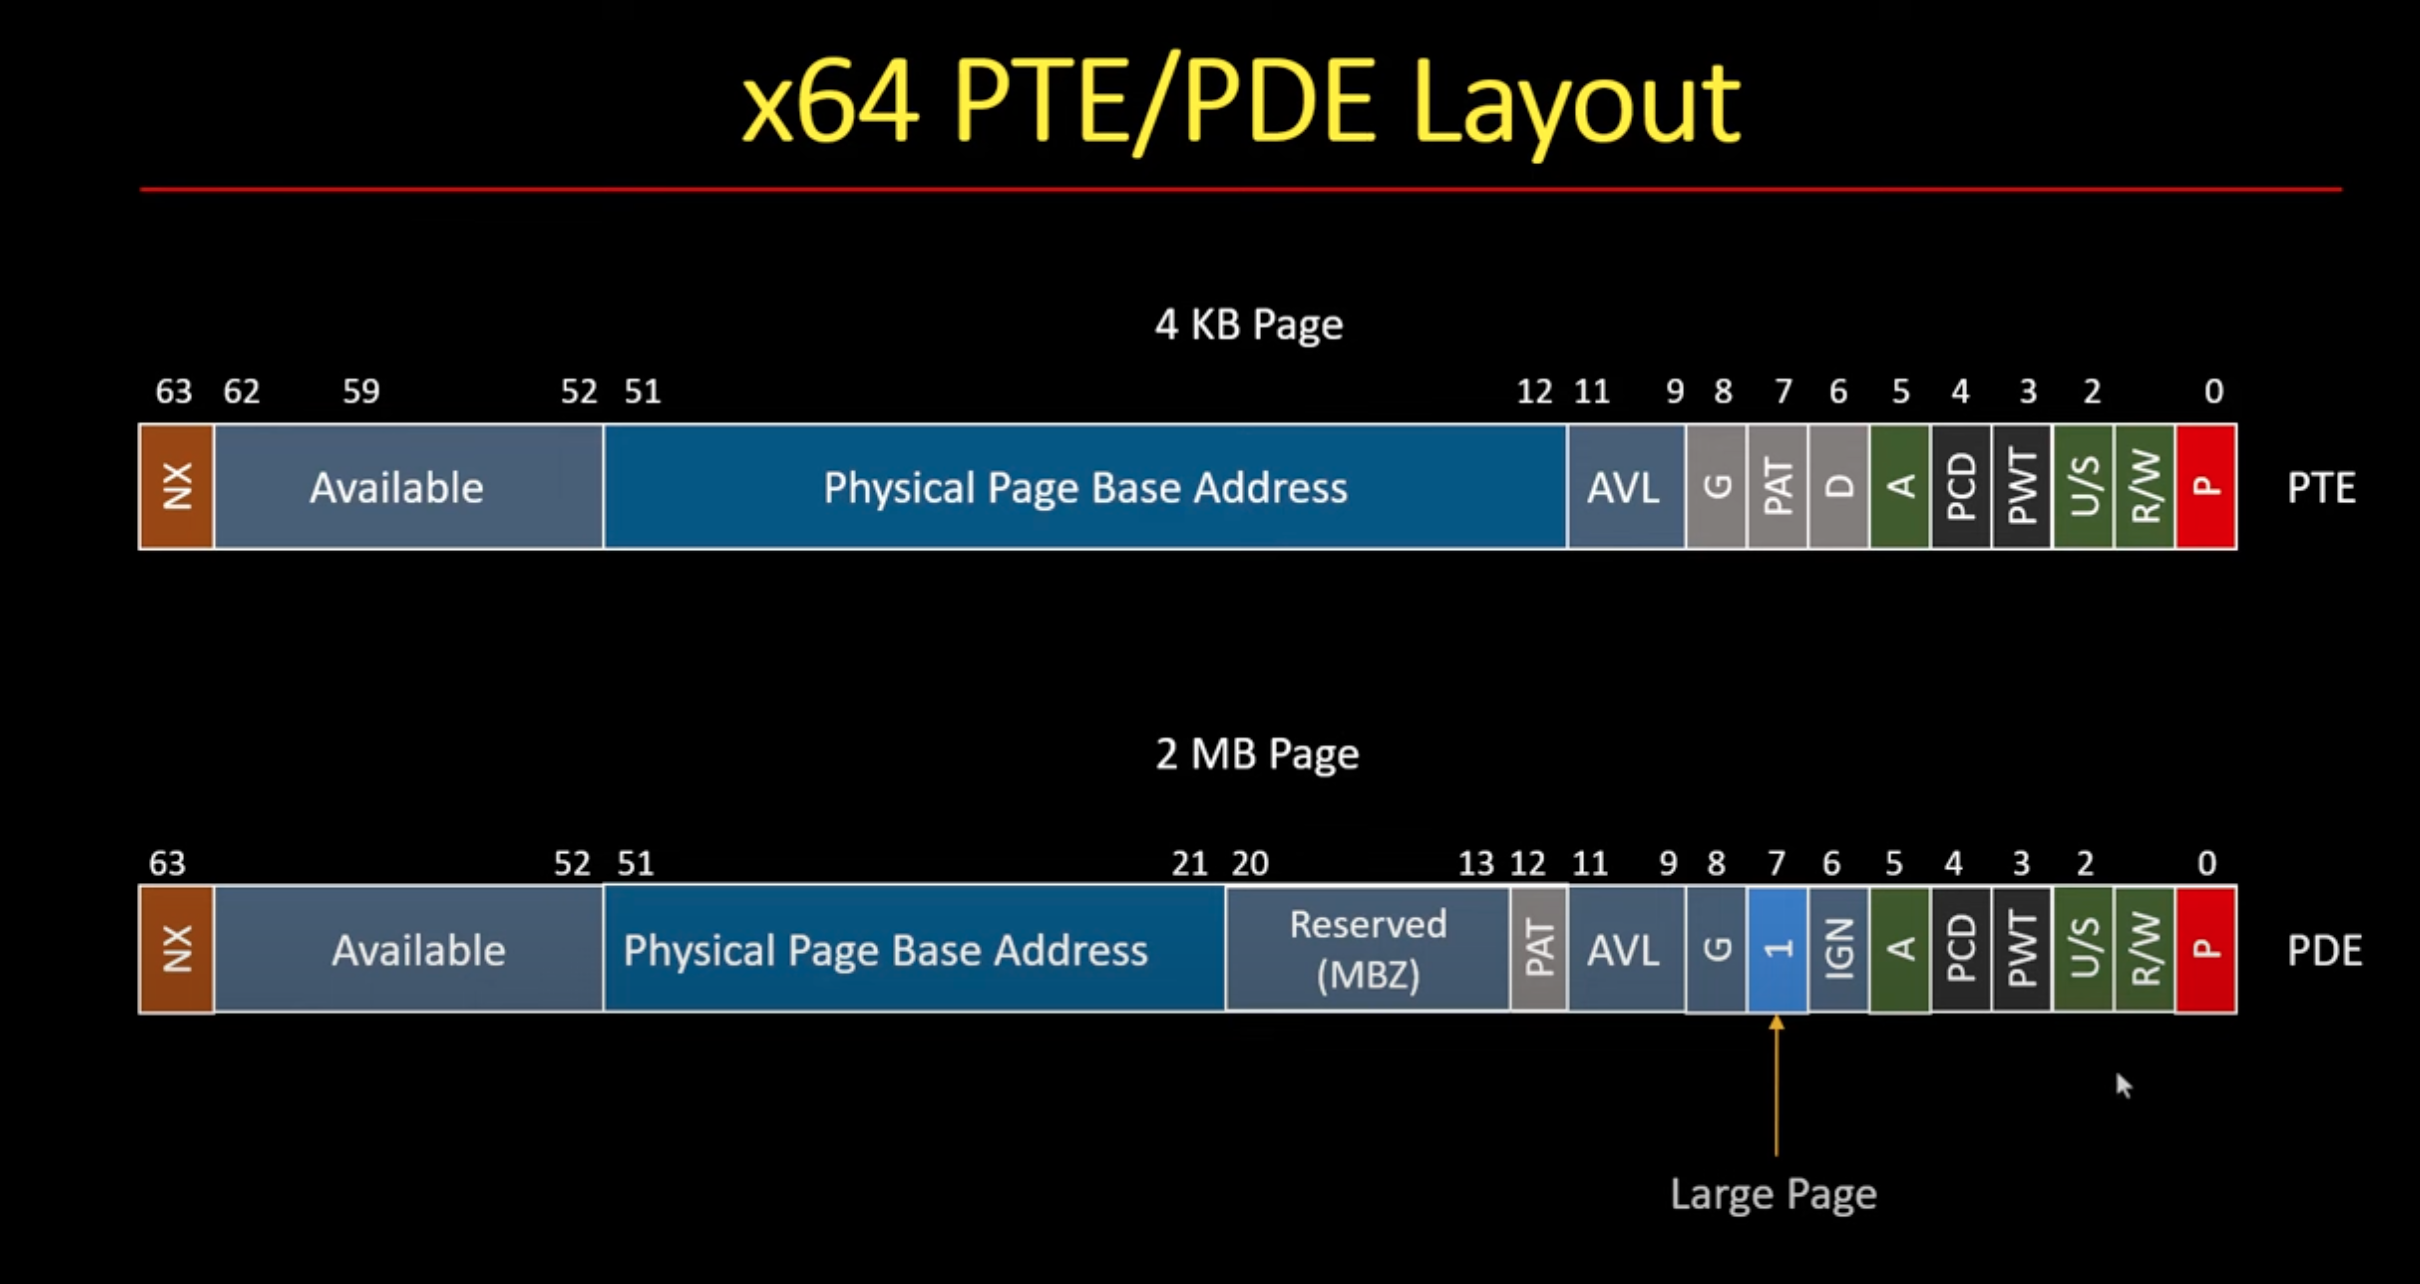 x64 PTE/PDE Layout
4 KB Page
63 62 59 52 51 12 11 9 8 7 6 5 4 3 2 0
NX Available Physical Page Base Address AVL G PAT D A PCD PWT U/S R/W P PTE
2 MB Page
63 52 51 21 20 13 12 11 9 8 7 6 5 4 3 2 0
NX Available Physical Page Base Address Reserved (MBZ) PAT AVL G 1 IGN A PCD PWT U/S R/W P PDE
Large Page